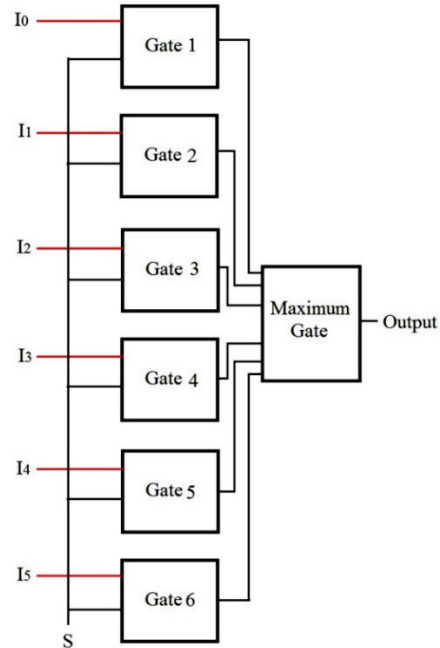 I0
Gate 1
I1
Gate 2
I2
Gate 3
Maximum
Gate
Output
I3
Gate 4
I4
Gate 5
I5
Gate 6
S